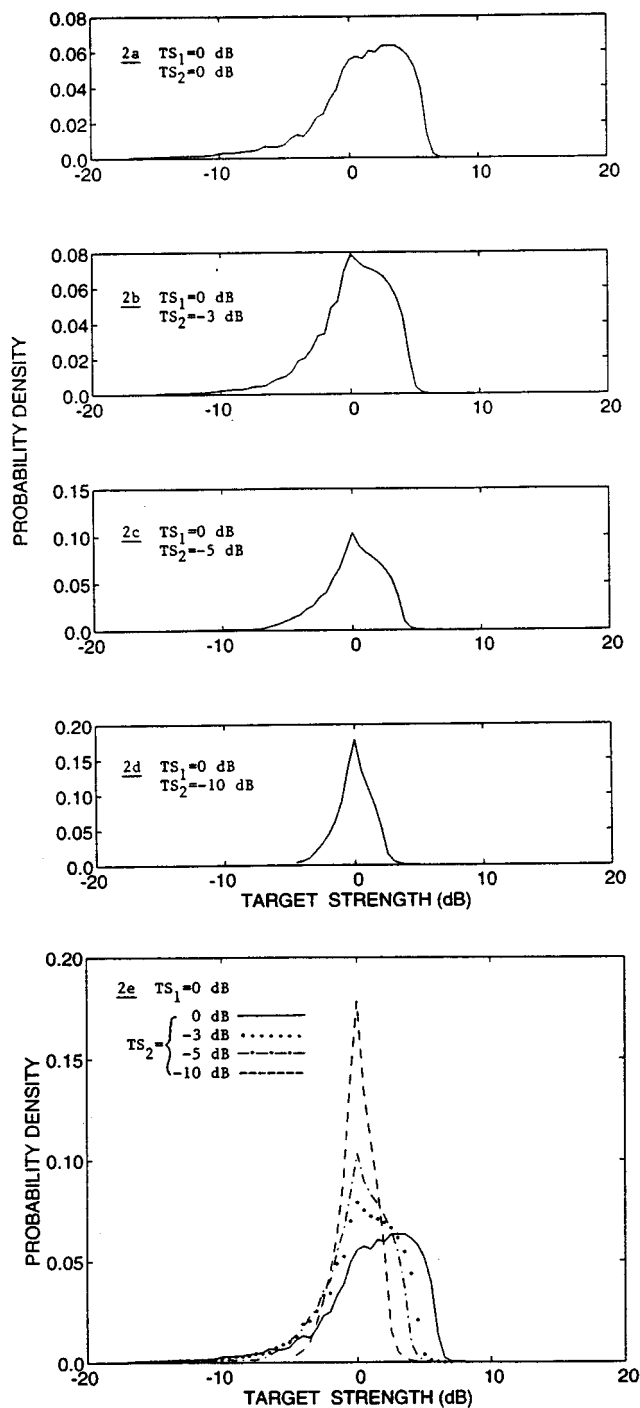 0.08
0.06
0.04
0.02
0.0
2a TS1=0 dB
TS2=0 dB
-20 -10 0 10 20
0.08
0.06
0.04
0.02
0.0
2b TS1=0 dB
TS2=-3 dB
-20 -10 0 10 20
PROBABILITY DENSITY
0.15
0.10
0.05
0.0
2c TS1=0 dB
TS2=-5 dB
-20 -10 0 10 20
0.20
0.15
0.10
0.05
0.0
2d TS1=0 dB
TS2=-10 dB
-20 -10 0 10 20
TARGET STRENGTH (dB)
0.20
0.15
0.10
0.05
0.0
2e TS1=0 dB
TS2=
0 dB
-3 dB
-5 dB
-10 dB
PROBABILITY DENSITY
-20 -10 0 10 20
TARGET STRENGTH (dB)